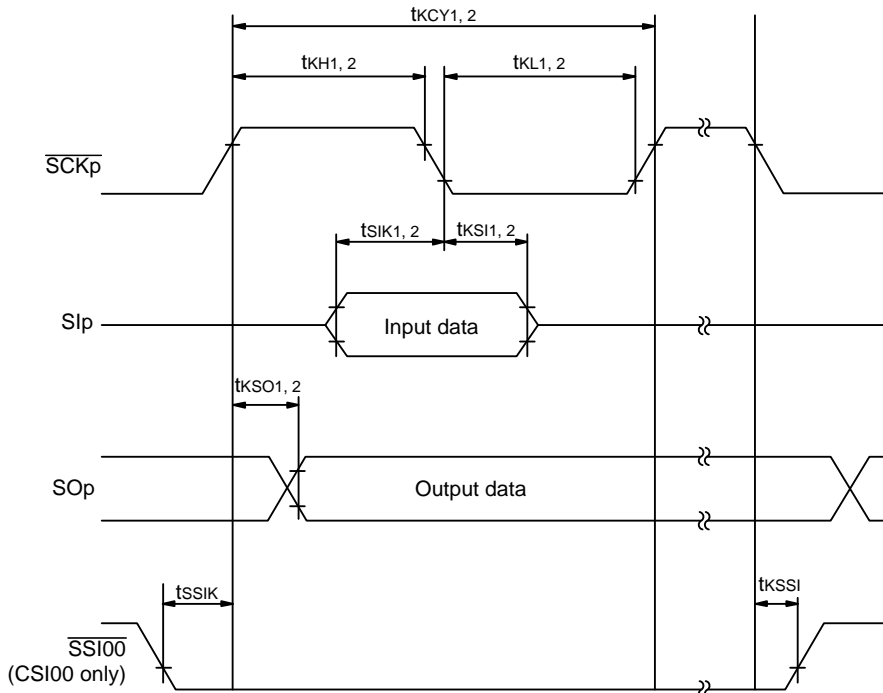 tKCY1, 2
tKH1, 2
tKL1, 2
SCKp
tSIK1, 2
tKSI1, 2
SIp
Input data
tKSO1, 2
SOp
Output data
tSSIK
tKSSI
SSI00
(CSI00 only)